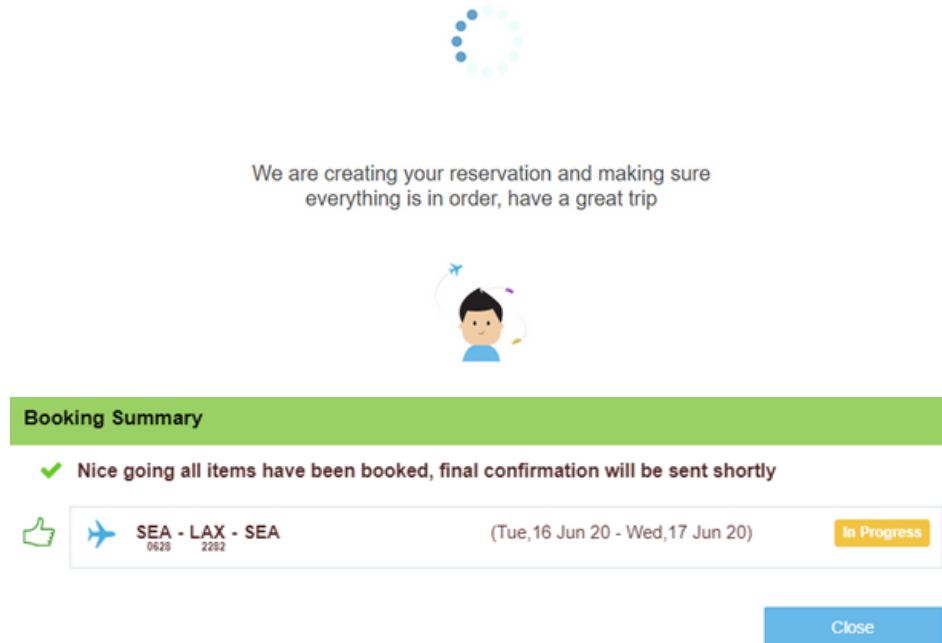 We are creating your reservation and making sure
everything is in order, have a great trip
Booking Summary
Nice going all items have been booked, final confirmation will be sent shortly
SEA - LAX - SEA (Tue,16 Jun 20 - Wed,17 Jun 20) In Progress
0628 2282
Close